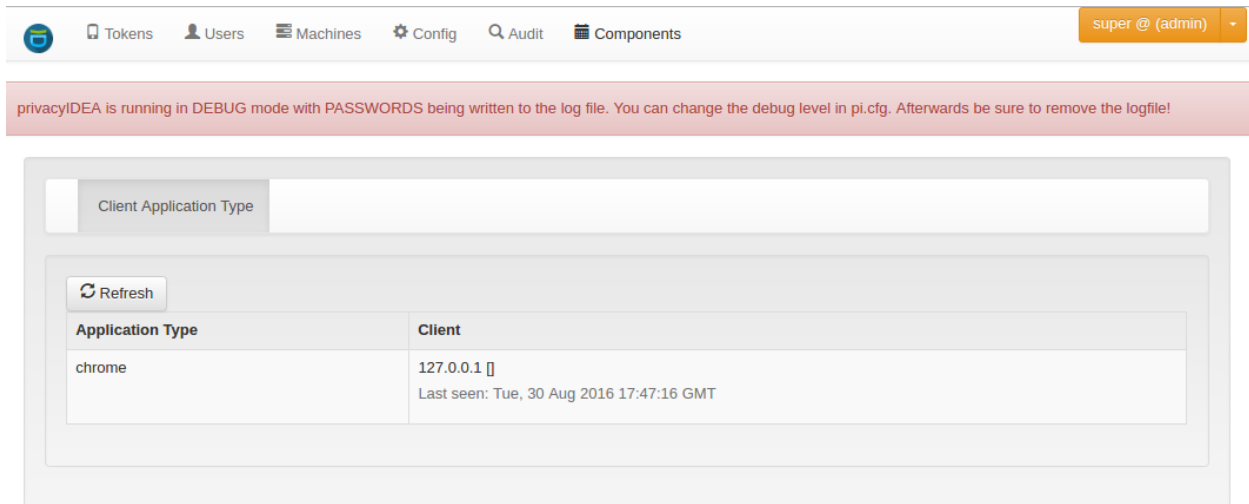 Tokens Users Machines Config Audit Components super @ (admin)
privacyIDEA is running in DEBUG mode with PASSWORDS being written to the log file. You can change the debug level in pi.cfg. Afterwards be sure to remove the logfile!
Client Application Type
Refresh
Application Type Client
chrome 127.0.0.1 []
Last seen: Tue, 30 Aug 2016 17:47:16 GMT